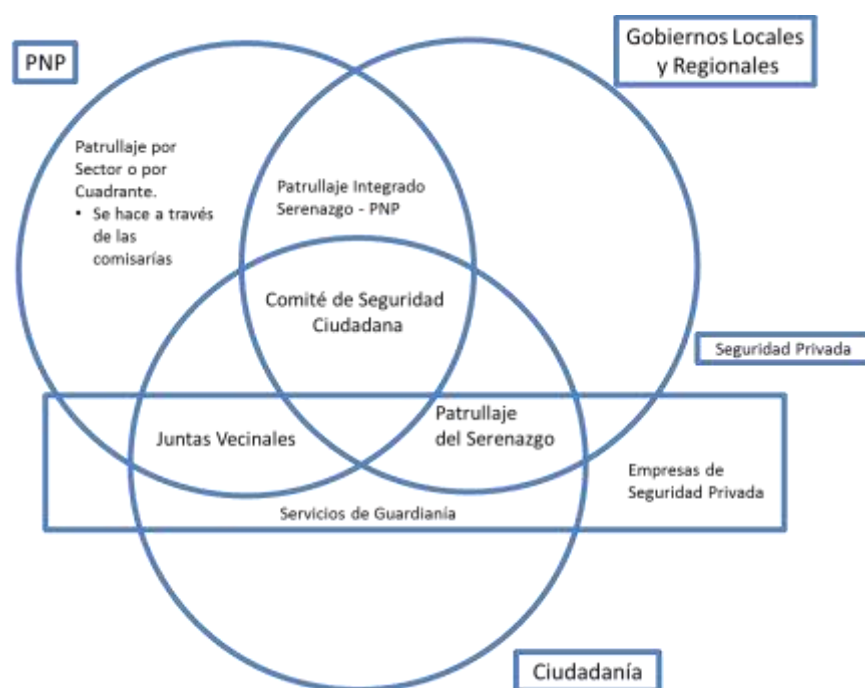 PNP
Gobiernos Locales
y Regionales
Patrullaje por
Sector o por
Cuadrante.
• Se hace a través
de las
comisarías
Patrullaje Integrado
Serenazgo - PNP
Comité de Seguridad
Ciudadana
Seguridad Privada
Juntas Vecinales
Patrullaje
del Serenazgo
Empresas de
Seguridad Privada
Servicios de Guardianía
Ciudadanía